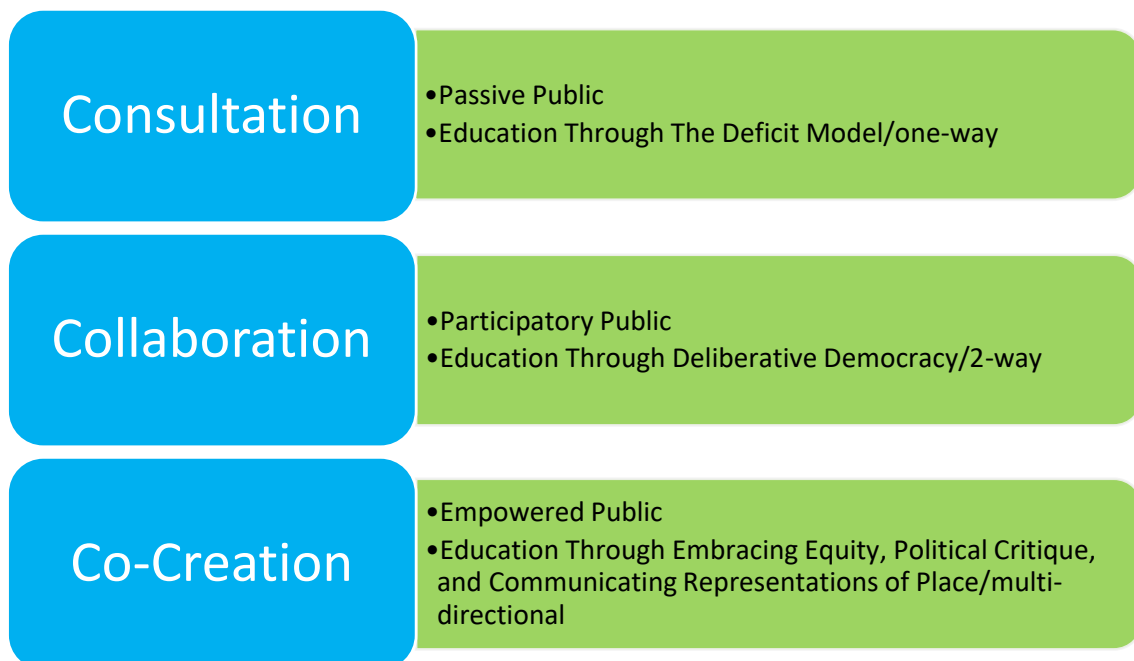 Consultation
•Passive Public
•Education Through The Deficit Model/one-way
Collaboration
•Participatory Public
•Education Through Deliberative Democracy/2-way
Co-Creation
•Empowered Public
•Education Through Embracing Equity, Political Critique,
and Communicating Representations of Place/multi-
directional